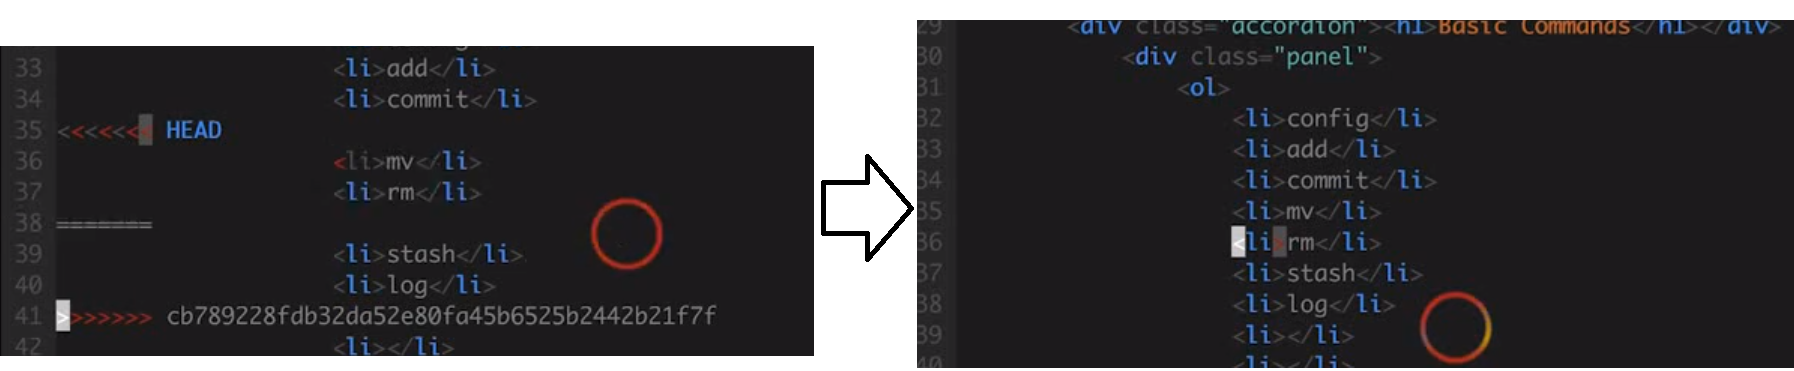 33 <li>add</li>
34 <li>commit</li>
35 <<<<<<< HEAD
36 <li>mv</li>
37 <li>rm</li>
38 =======
39 <li>stash</li>
40 <li>log</li>
41 >>>>>>> cb789228fdb32da52e80fa45b6525b2442b21f7f
42 <li></li>
29 <div class="accordion"><h1>Basic Commands</h1></div>
30 <div class="panel">
31 <ol>
32 <li>config</li>
33 <li>add</li>
34 <li>commit</li>
35 <li>mv</li>
36 <li>rm</li>
37 <li>stash</li>
38 <li>log</li>
39 <li></li>
40 <li></li>